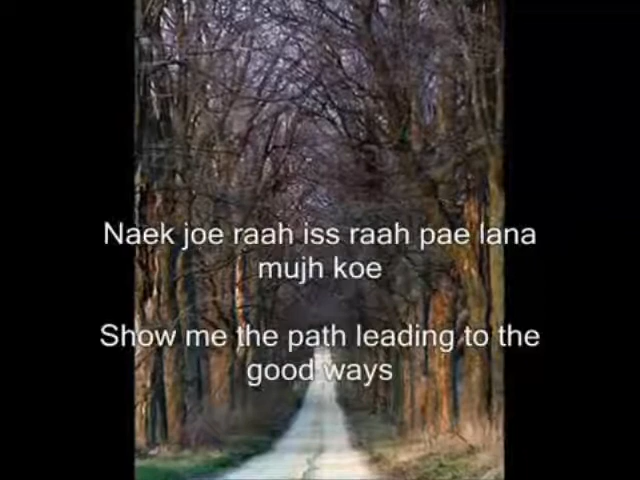 Naek joe raah iss raah pae lana
mujh koe
Show me the path leading to the
good ways